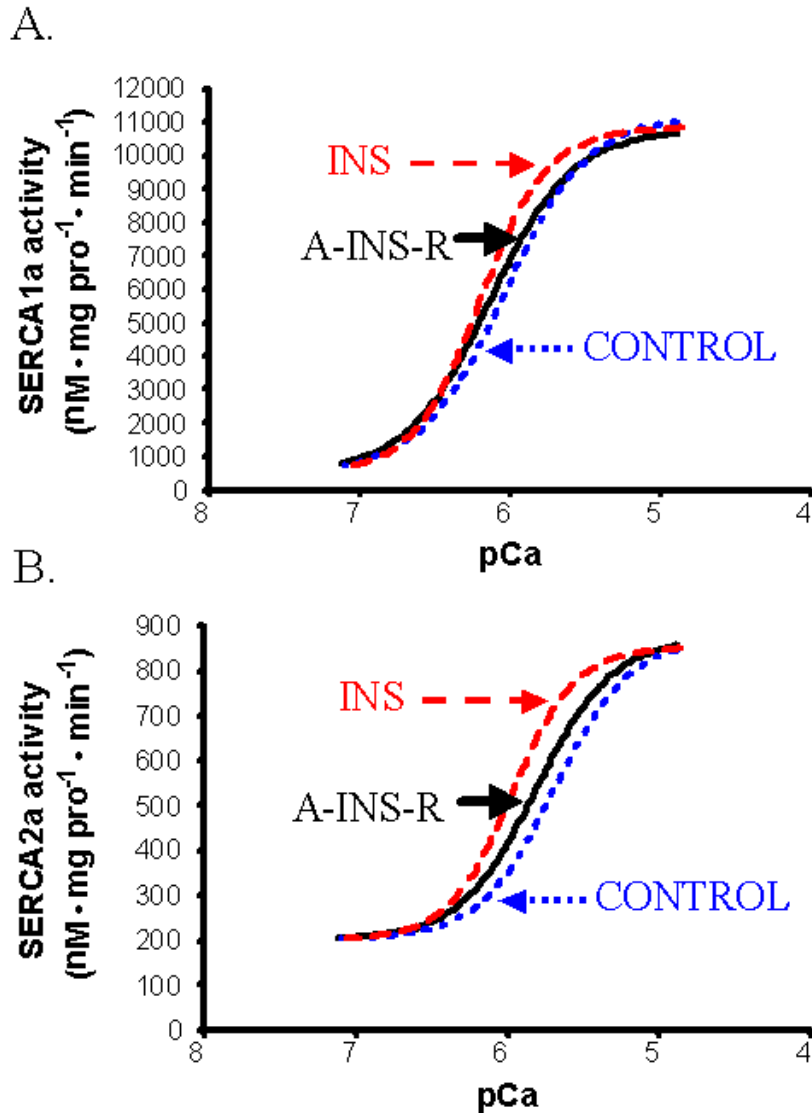 A.
SERCA1a activity
(nM • mg pro⁻¹ • min⁻¹)
12000
11000
10000
9000
8000
7000
6000
5000
4000
3000
2000
1000
0
INS
A-INS-R
CONTROL
8 7 6 5 4
pCa
B.
SERCA2a activity
(nM • mg pro⁻¹ • min⁻¹)
900
800
700
600
500
400
300
200
100
0
INS
A-INS-R
CONTROL
8 7 6 5 4
pCa